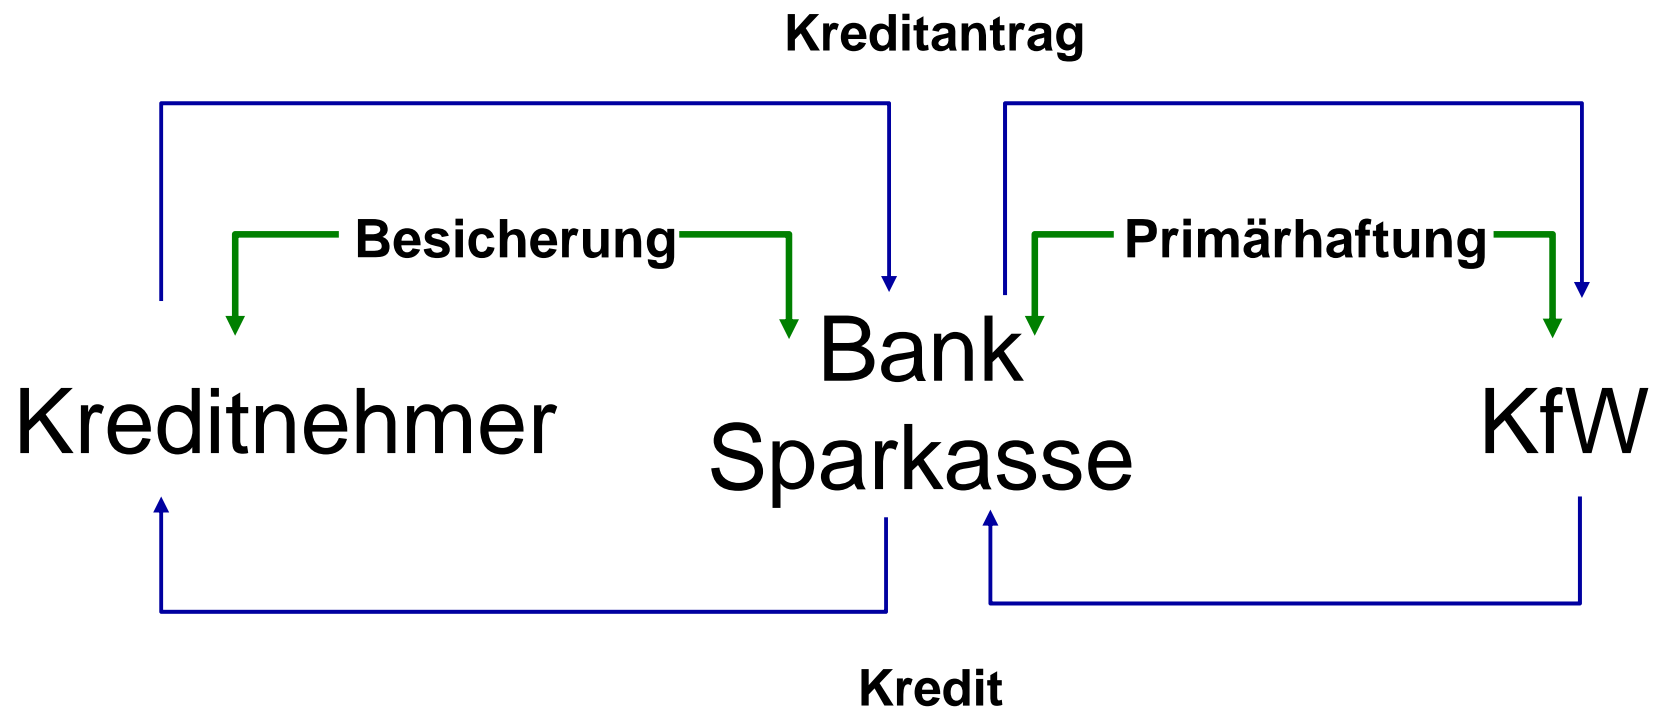 Kreditantrag
Besicherung
Primärhaftung
Bank
Kreditnehmer
KfW
Sparkasse
Kredit